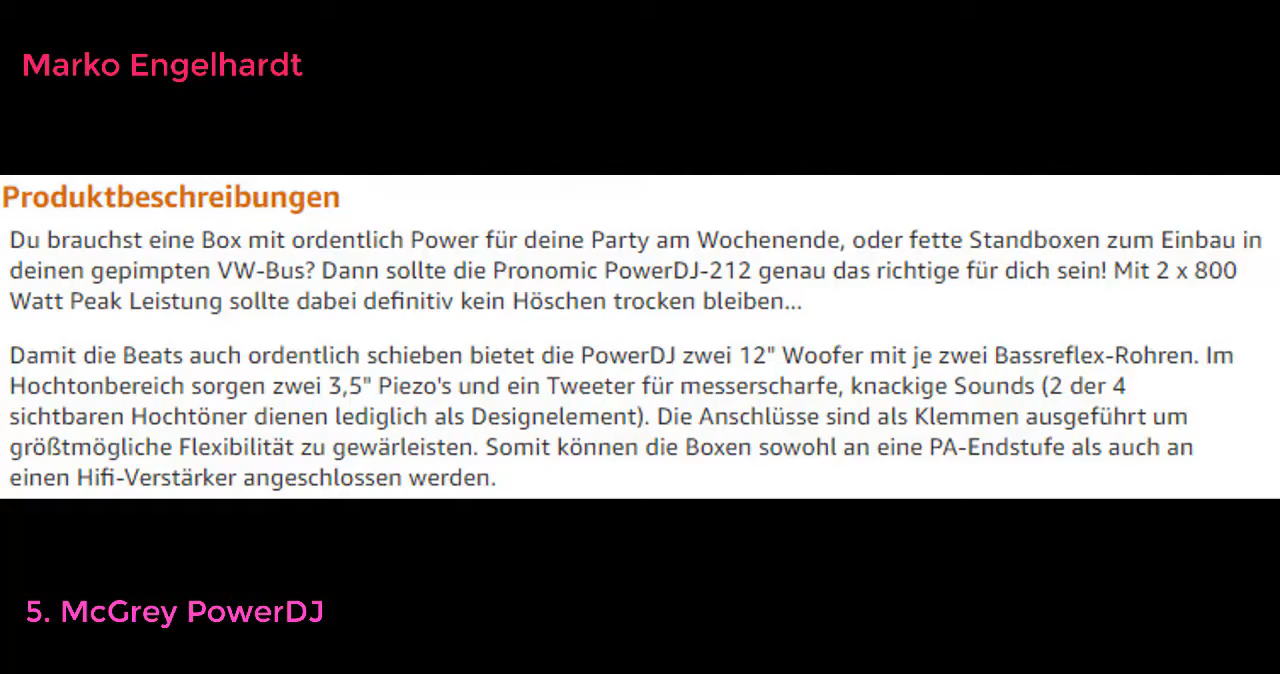 Marko Engelhardt
Produktbeschreibungen
Du brauchst eine Box mit ordentlich Power für deine Party am Wochenende, oder fette Standboxen zum Einbau in
deinen gepimpten VW-Bus? Dann sollte die Pronomic PowerDJ-212 genau das richtige für dich sein! Mit 2 x 800
Watt Peak Leistung sollte dabei definitiv kein Höschen trocken bleiben...
Damit die Beats auch ordentlich schieben bietet die PowerDJ zwei 12" Woofer mit je zwei Bassreflex-Rohren. Im
Hochtonbereich sorgen zwei 3,5" Piezo's und ein Tweeter für messerscharfe, knackige Sounds (2 der 4
sichtbaren Hochtöner dienen lediglich als Designelement). Die Anschlüsse sind als Klemmen ausgeführt um
größtmögliche Flexibilität zu gewärleisten. Somit können die Boxen sowohl an eine PA-Endstufe als auch an
einen Hifi-Verstärker angeschlossen werden.
5. McGrey PowerDJ